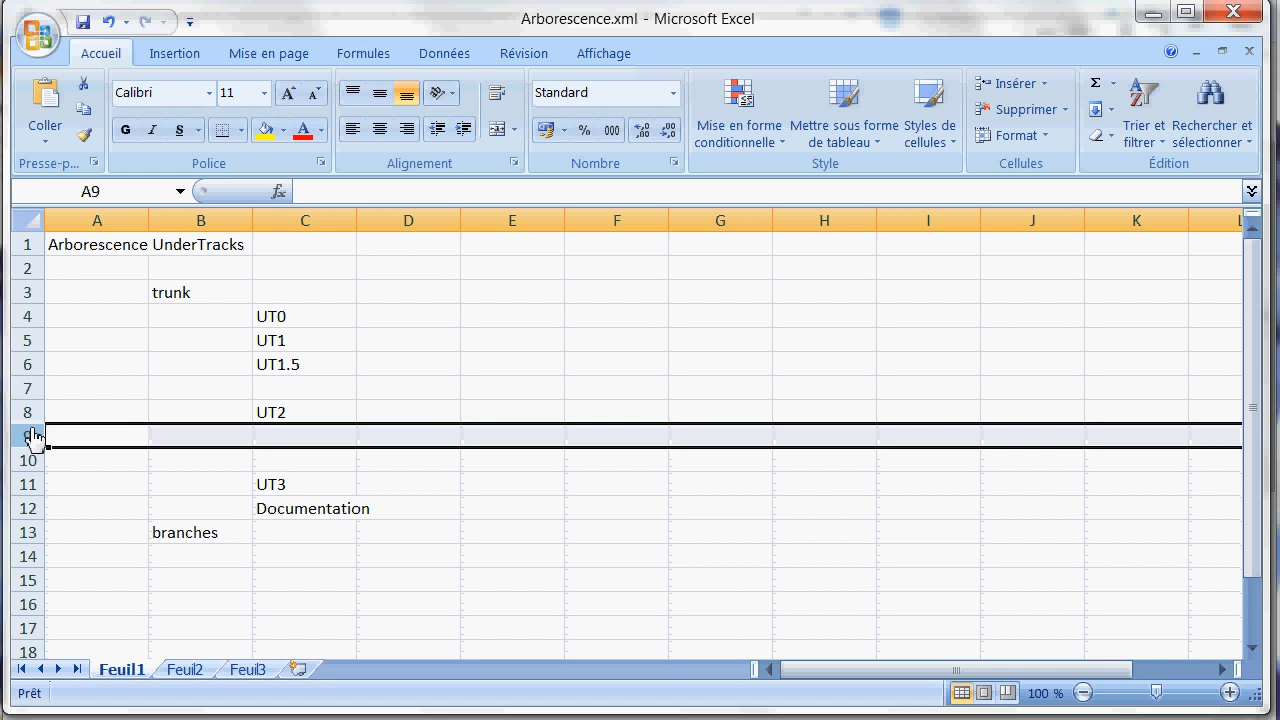 Arborescence.xml - Microsoft Excel
Accueil Insertion Mise en page Formules Données Révision Affichage
Coller
Presse-p...
Calibri 11
G I S
Police
Alignement
Standard
% 000
Nombre
Mise en forme conditionnelle
Mettre sous forme de tableau
Styles de cellules
Style
Insérer
Supprimer
Format
Cellules
Σ
Trier et filtrer
Rechercher et sélectionner
Édition
A9 fx
A B C D E F G H I J K L
1 Arborescence UnderTracks
2
3 trunk
4 UT0
5 UT1
6 UT1.5
7
8 UT2
9
10
11 UT3
12 Documentation
13 branches
14
15
16
17
18
Feuil1 Feuil2 Feuil3
Prêt 100 %